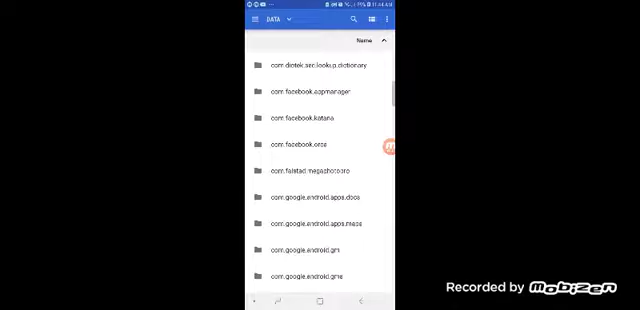 DATA
Name
com.diotek.sec.lookup.dictionary
com.facebook.appmanager
com.facebook.katana
com.facebook.orca
com.falstad.megaphotopro
com.google.android.apps.docs
com.google.android.apps.maps
com.google.android.gm
com.google.android.gms
Recorded by Mobizen